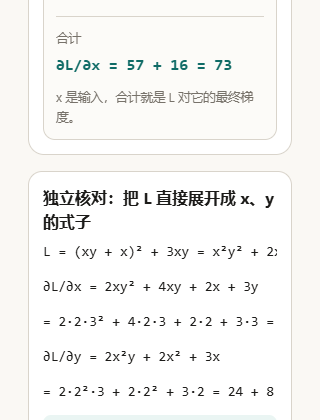 合计
∂L/∂x = 57 + 16 = 73
x 是输入，合计就是 L 对它的最终梯
度。
独立核对：把 L 直接展开成 x、y
的式子
L = (xy + x)² + 3xy = x²y² + 2
∂L/∂x = 2xy² + 4xy + 2x + 3y
= 2·2·3² + 4·2·3 + 2·2 + 3·3 =
∂L/∂y = 2x²y + 2x² + 3x
= 2·2²·3 + 2·2² + 3·2 = 24 + 8